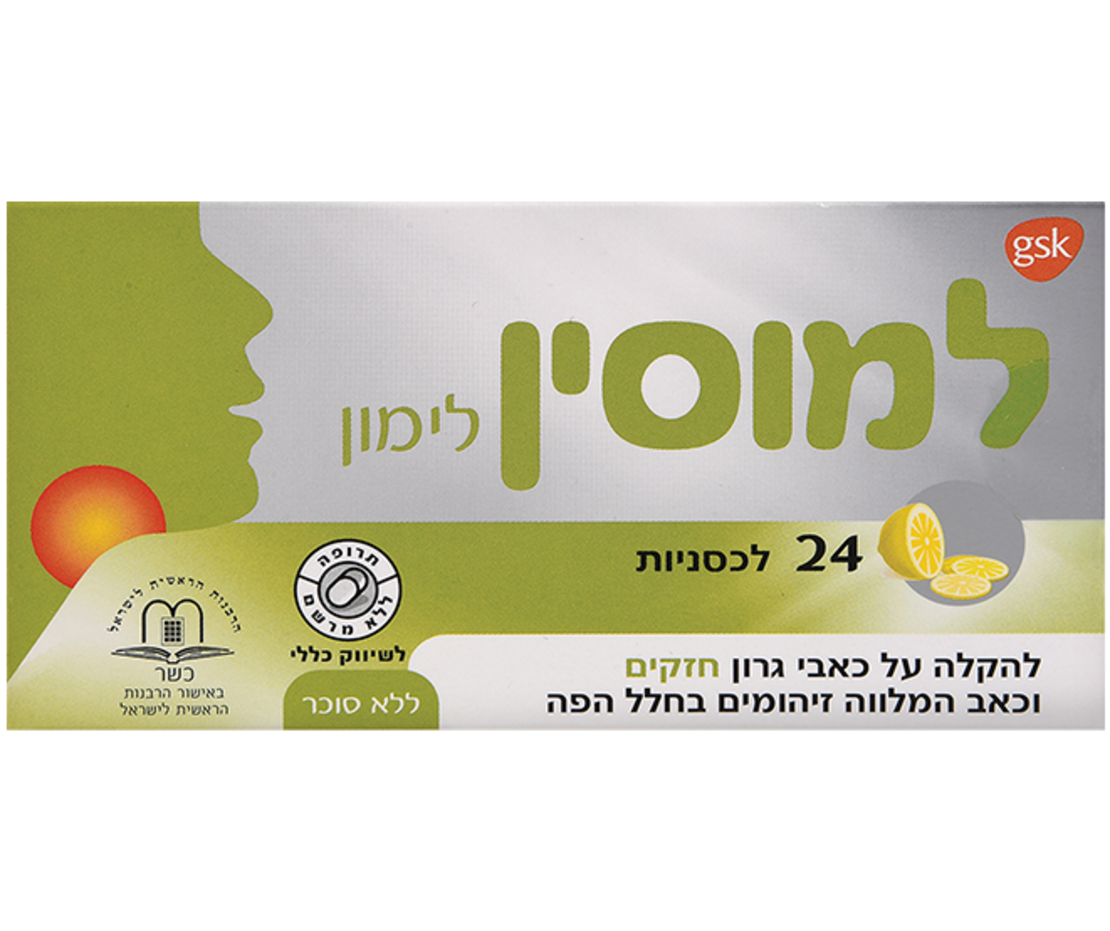 gsk
למוסין
לימון
24 לכסניות
להקלה על כאבי גרון חזקים
וכאב המלווה זיהומים בחלל הפה
תרופה
ללא מרשם
לשיווק כללי
ללא סוכר
הרבנות הראשית לישראל
כשר
באישור הרבנות
הראשית לישראל